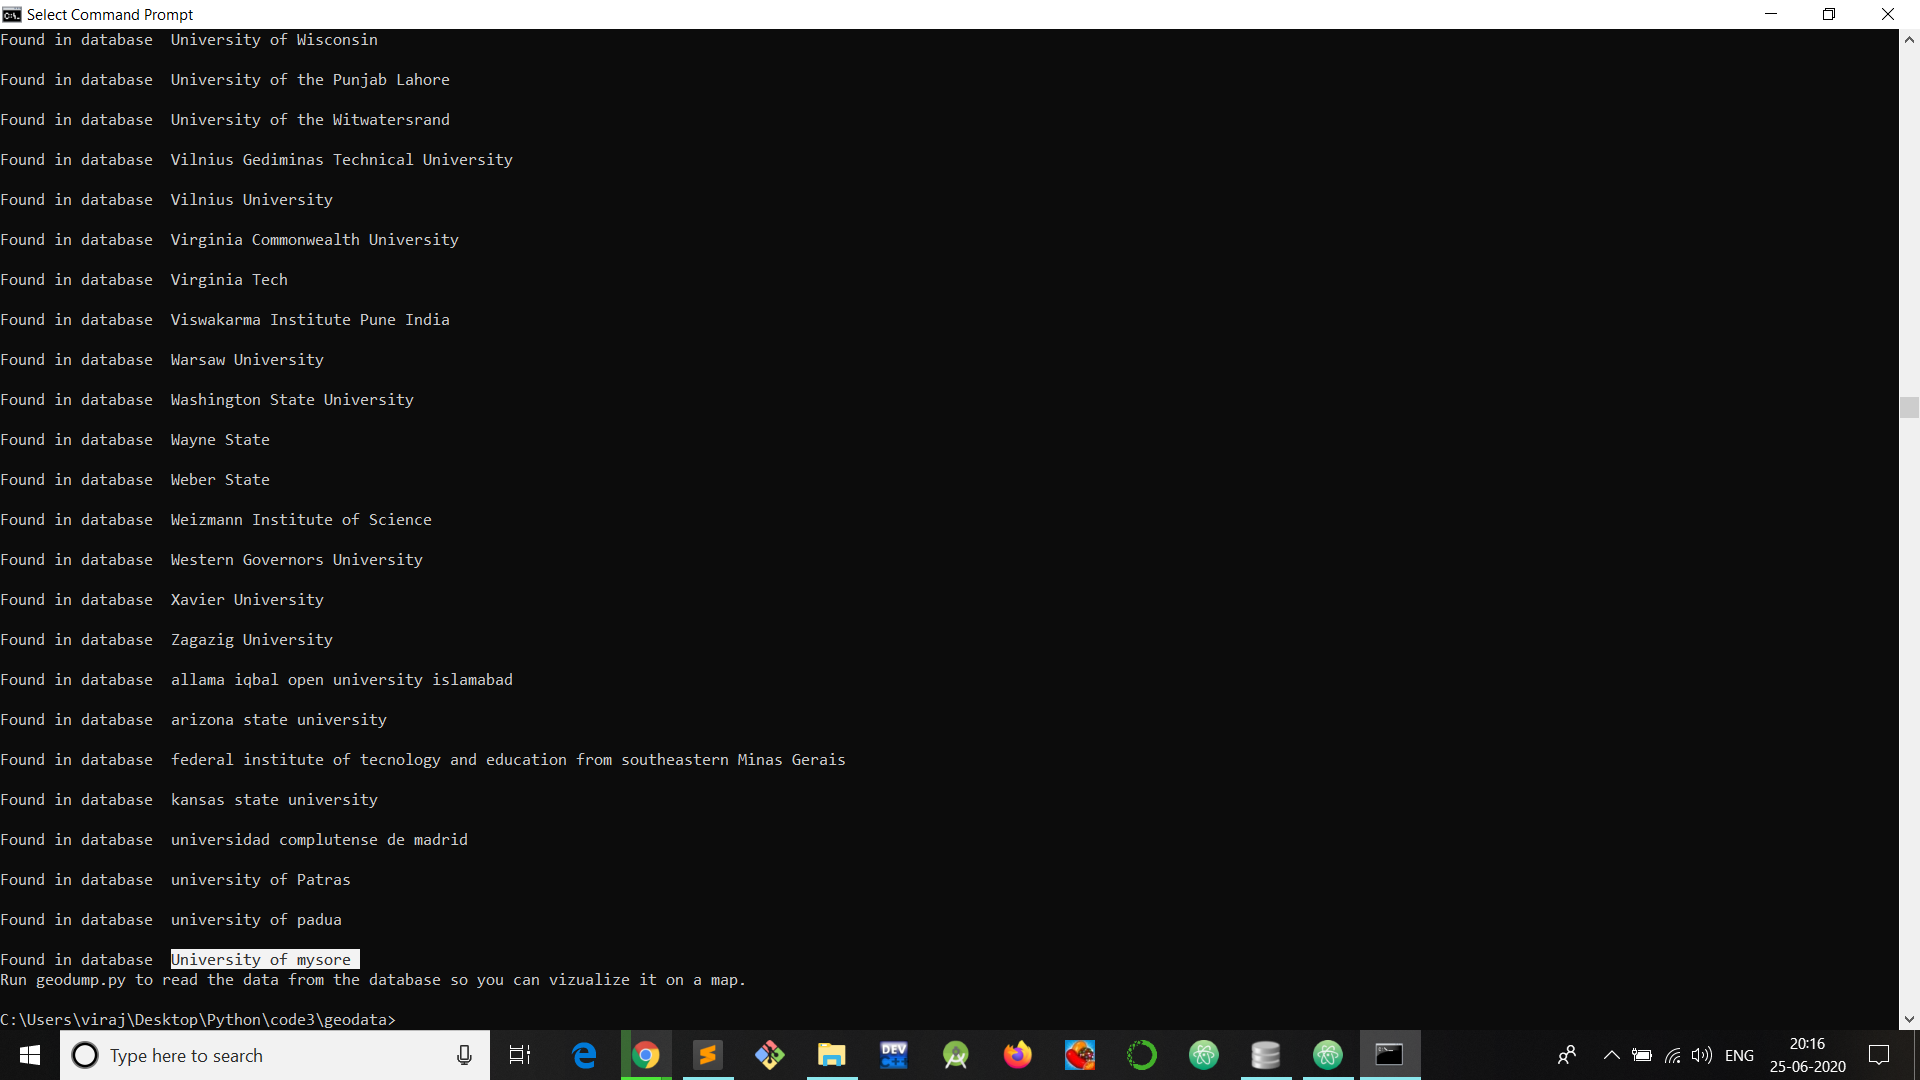 Select Command Prompt
Found in database  University of Wisconsin
Found in database  University of the Punjab Lahore
Found in database  University of the Witwatersrand
Found in database  Vilnius Gediminas Technical University
Found in database  Vilnius University
Found in database  Virginia Commonwealth University
Found in database  Virginia Tech
Found in database  Viswakarma Institute Pune India
Found in database  Warsaw University
Found in database  Washington State University
Found in database  Wayne State
Found in database  Weber State
Found in database  Weizmann Institute of Science
Found in database  Western Governors University
Found in database  Xavier University
Found in database  Zagazig University
Found in database  allama iqbal open university islamabad
Found in database  arizona state university
Found in database  federal institute of tecnology and education from southeastern Minas Gerais
Found in database  kansas state university
Found in database  universidad complutense de madrid
Found in database  university of Patras
Found in database  university of padua
Found in database  University of mysore
Run geodump.py to read the data from the database so you can vizualize it on a map.
C:\Users\viraj\Desktop\Python\code3\geodata>
Type here to search
DEV
ENG
20:16
25-06-2020